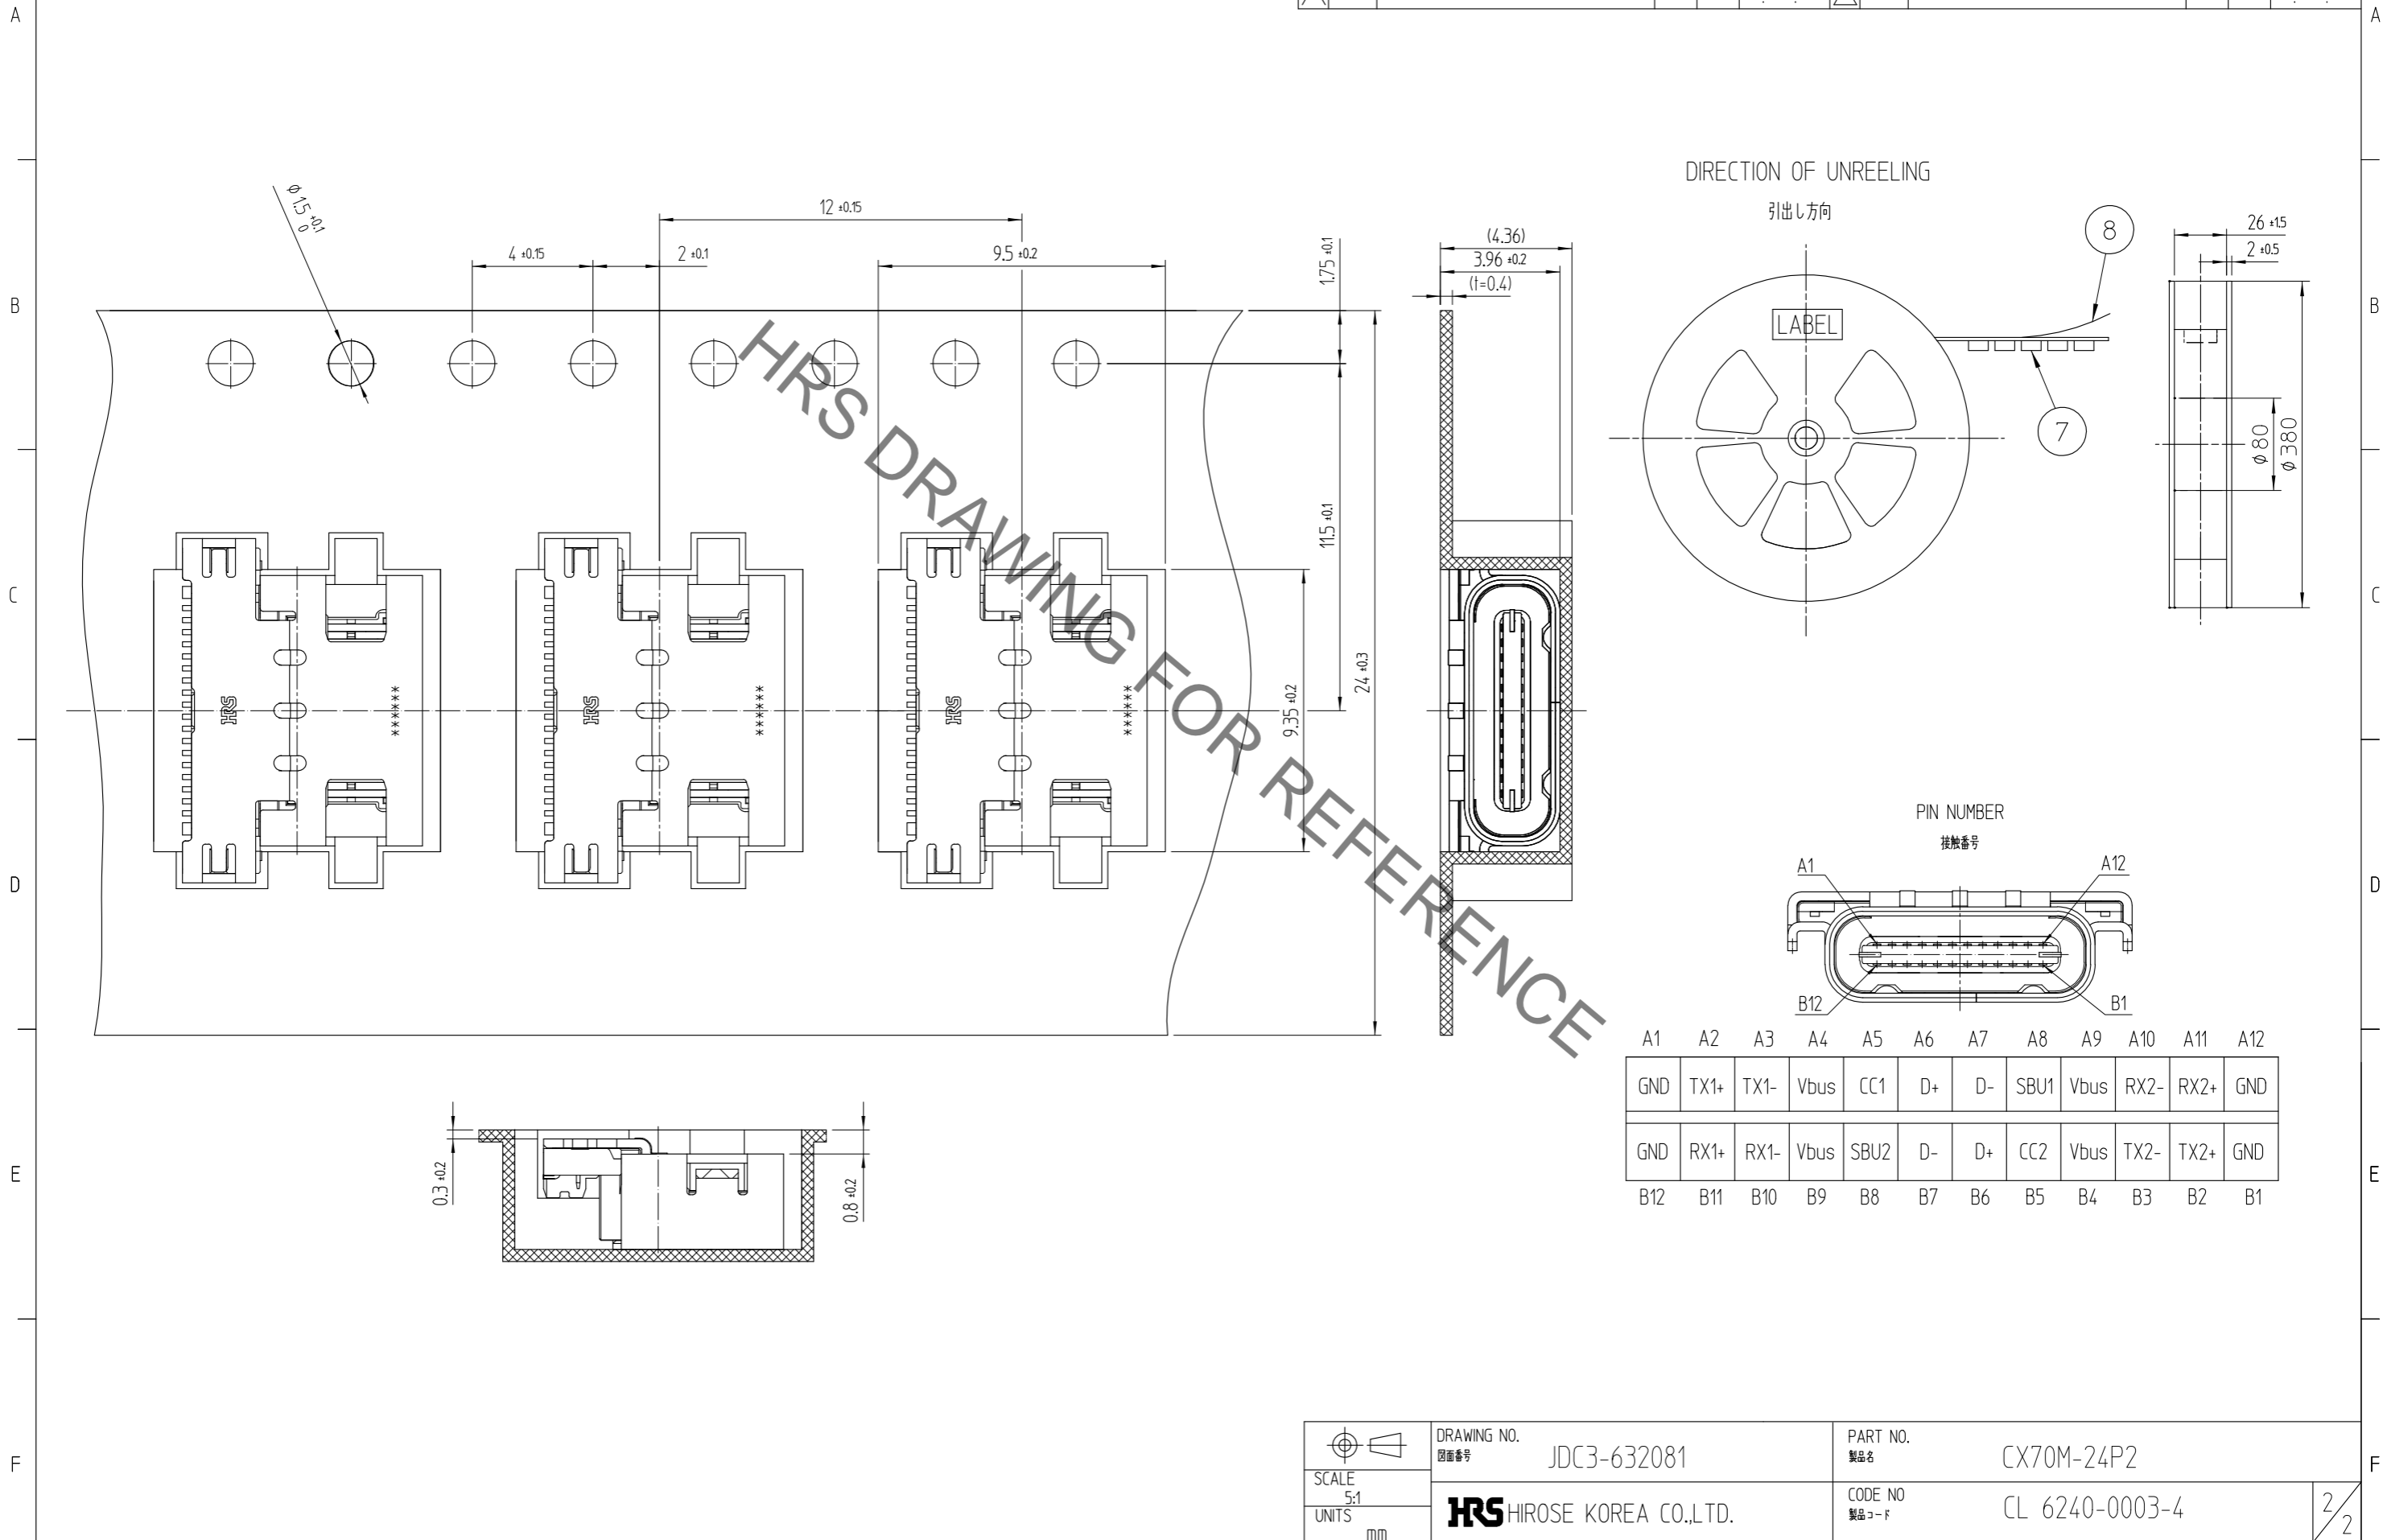 A
A
DIRECTION OF UNREELING
引出し方向
φ1.5 +0.1 0
12 ±0.15
4 ±0.15
2 ±0.1
9.5 ±0.2
1.75 ±0.1
(4.36)
3.96 ±0.2
(t=0.4)
8
26 ±1.5
2 ±0.5
B
B
LABEL
7
φ80
φ380
11.5 ±0.1
24 ±0.3
9.35 ±0.2
C
C
HRS
******
HRS
******
HRS
******
HRS DRAWING FOR REFERENCE
PIN NUMBER
接触番号
A1
A12
B12
B1
D
D
A1 A2 A3 A4 A5 A6 A7 A8 A9 A10 A11 A12
GND TX1+ TX1- Vbus CC1 D+ D- SBU1 Vbus RX2- RX2+ GND
GND RX1+ RX1- Vbus SBU2 D- D+ CC2 Vbus TX2- TX2+ GND
B12 B11 B10 B9 B8 B7 B6 B5 B4 B3 B2 B1
0.3 ±0.2
0.8 ±0.2
E
E
F
F
SCALE
5:1
UNITS
mm
DRAWING NO.
図面番号
JDC3-632081
PART NO.
製品名
CX70M-24P2
HRS HIROSE KOREA CO.,LTD.
CODE NO
製品コード
CL 6240-0003-4
2/2